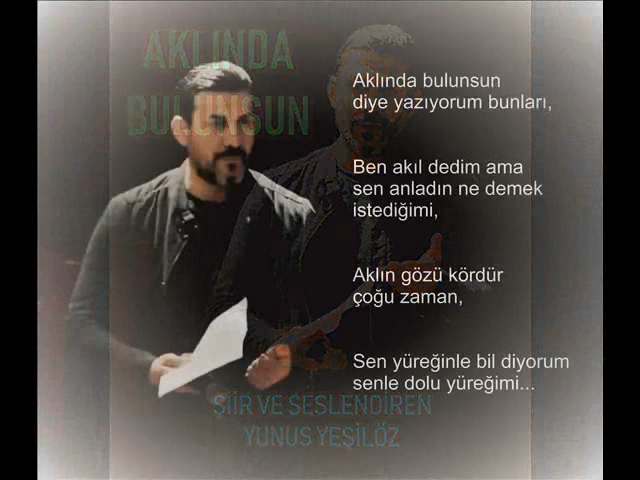 AKLINDA
BULUNSUN
Aklında bulunsun
diye yazıyorum bunları,
Ben akıl dedim ama
sen anladın ne demek
istediğimi,
Aklın gözü kördür
çoğu zaman,
Sen yüreğinle bil diyorum
senle dolu yüreğimi...
ŞİİR VE SESLENDİREN
YUNUS YEŞİLÖZ